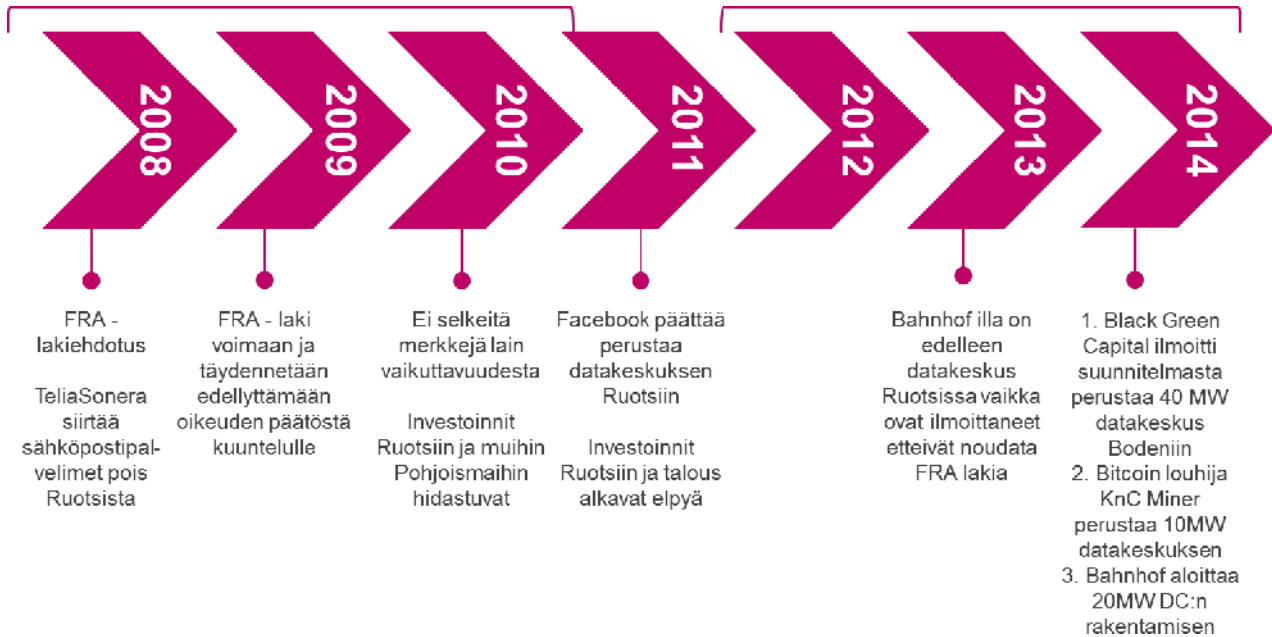 2008
2009
2010
2011
2012
2013
2014
FRA -
lakiehdotus
TeliaSonera
siirtää
sähköpostipal-
velimet pois
Ruotsista
FRA - laki
voimaan ja
täydennetään
edellyttämään
oikeuden päätöstä
kuuntelulle
Ei selkeitä
merkkejä lain
vaikuttavuudesta
Investoinnit
Ruotsiin ja muihin
Pohjoismaihin
hidastuvat
Facebook päättää
perustaa
datakeskuksen
Ruotsiin
Investoinnit
Ruotsiin ja talous
alkavat elpyä
Bahnhof illa on
edelleen
datakeskus
Ruotsissa vaikka
ovat ilmoittaneet
etteivät noudata
FRA lakia
1. Black Green
Capital ilmoitti
suunnitelmasta
perustaa 40 MW
datakeskus
Bodeniin
2. Bitcoin louhija
KnC Miner
perustaa 10MW
datakeskuksen
3. Bahnhof aloittaa
20MW DC:n
rakentamisen